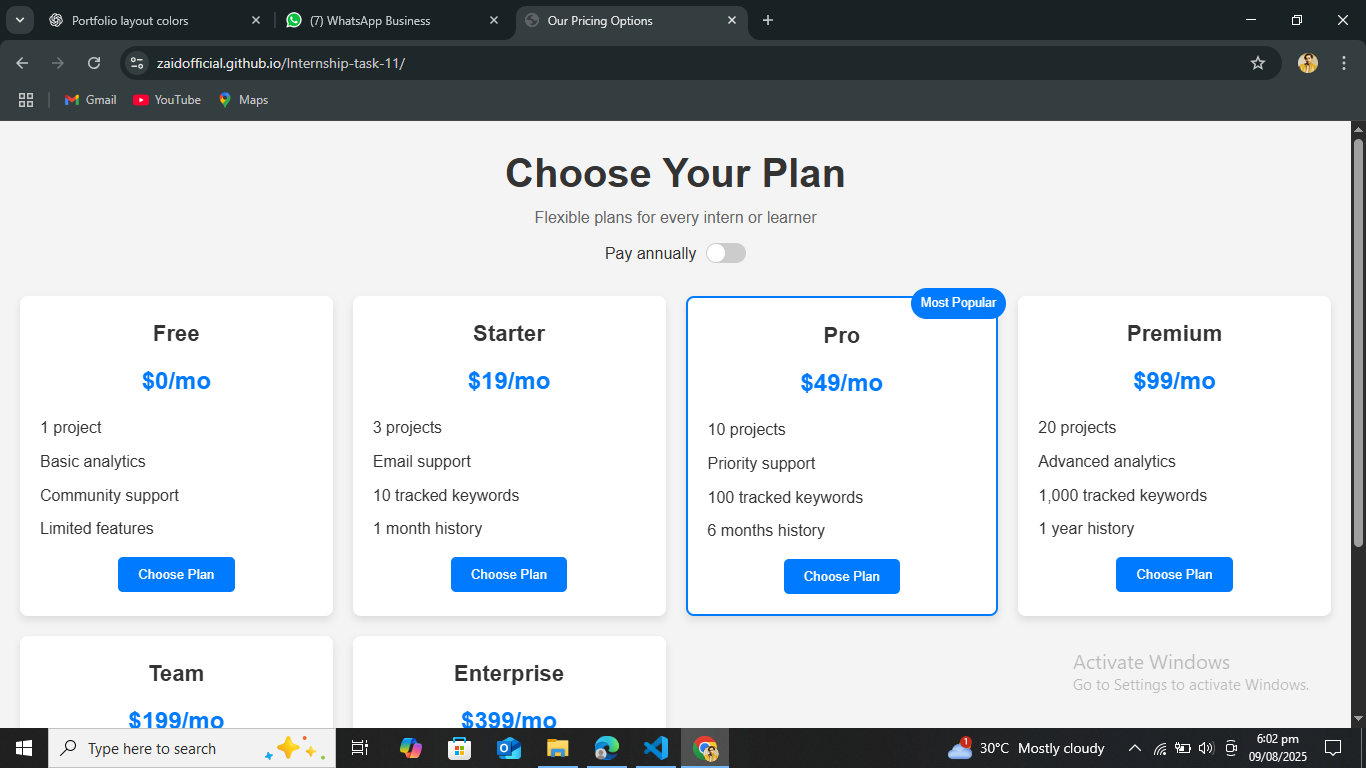 Portfolio layout colors
(7) WhatsApp Business
Our Pricing Options
zaidofficial.github.io/Internship-task-11/
Gmail
YouTube
Maps
Choose Your Plan
Flexible plans for every intern or learner
Pay annually
Free
$0/mo
1 project
Basic analytics
Community support
Limited features
Choose Plan
Starter
$19/mo
3 projects
Email support
10 tracked keywords
1 month history
Choose Plan
Most Popular
Pro
$49/mo
10 projects
Priority support
100 tracked keywords
6 months history
Choose Plan
Premium
$99/mo
20 projects
Advanced analytics
1,000 tracked keywords
1 year history
Choose Plan
Team
$199/mo
Enterprise
$399/mo
Activate Windows
Go to Settings to activate Windows.
Type here to search
1
30°C Mostly cloudy
6:02 pm
09/08/2025